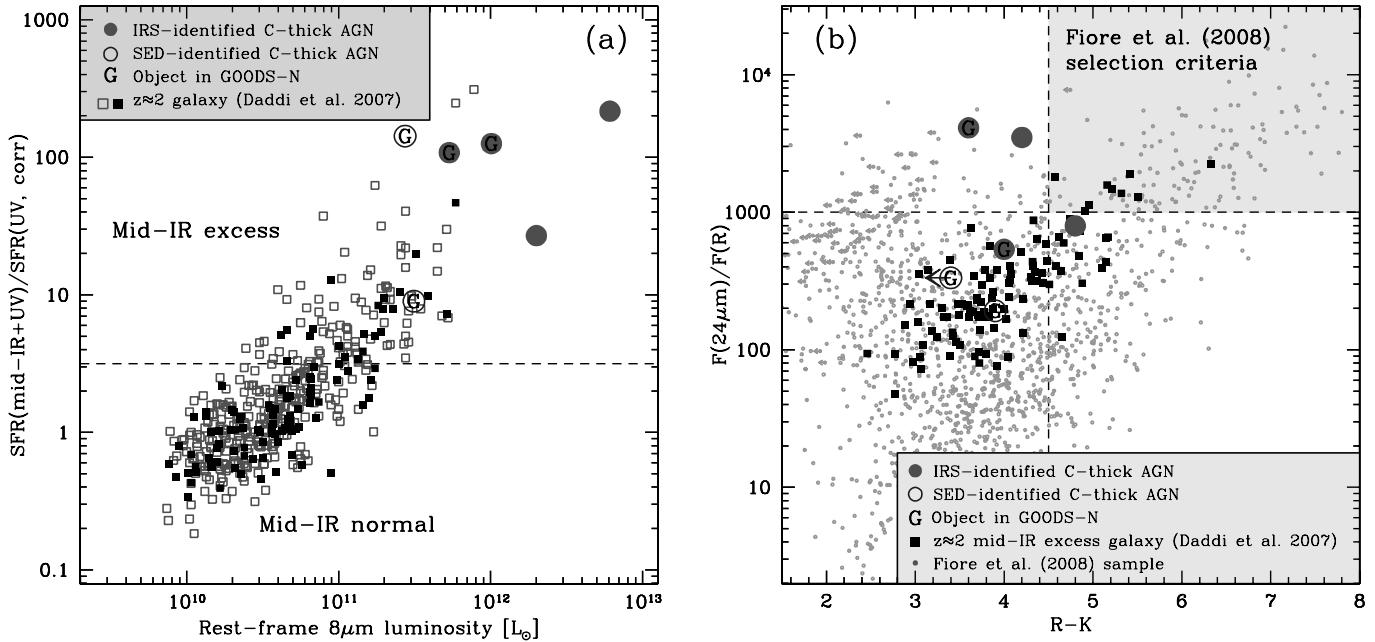 (a)
IRS-identified C-thick AGN
SED-identified C-thick AGN
G Object in GOODS-N
z≈2 galaxy (Daddi et al. 2007)
Mid-IR excess
Mid-IR normal
G
G
G
G
1000
100
10
1
0.1
SFR(mid-IR+UV)/SFR(UV, corr)
10^10
10^11
10^12
10^13
Rest-frame 8μm luminosity [L⊙]
(b)
Fiore et al. (2008)
selection criteria
G
G
G
G
10^4
1000
100
10
F(24μm)/F(R)
IRS-identified C-thick AGN
SED-identified C-thick AGN
G Object in GOODS-N
z≈2 mid-IR excess galaxy (Daddi et al. 2007)
Fiore et al. (2008) sample
2 3 4 5 6 7 8
R-K